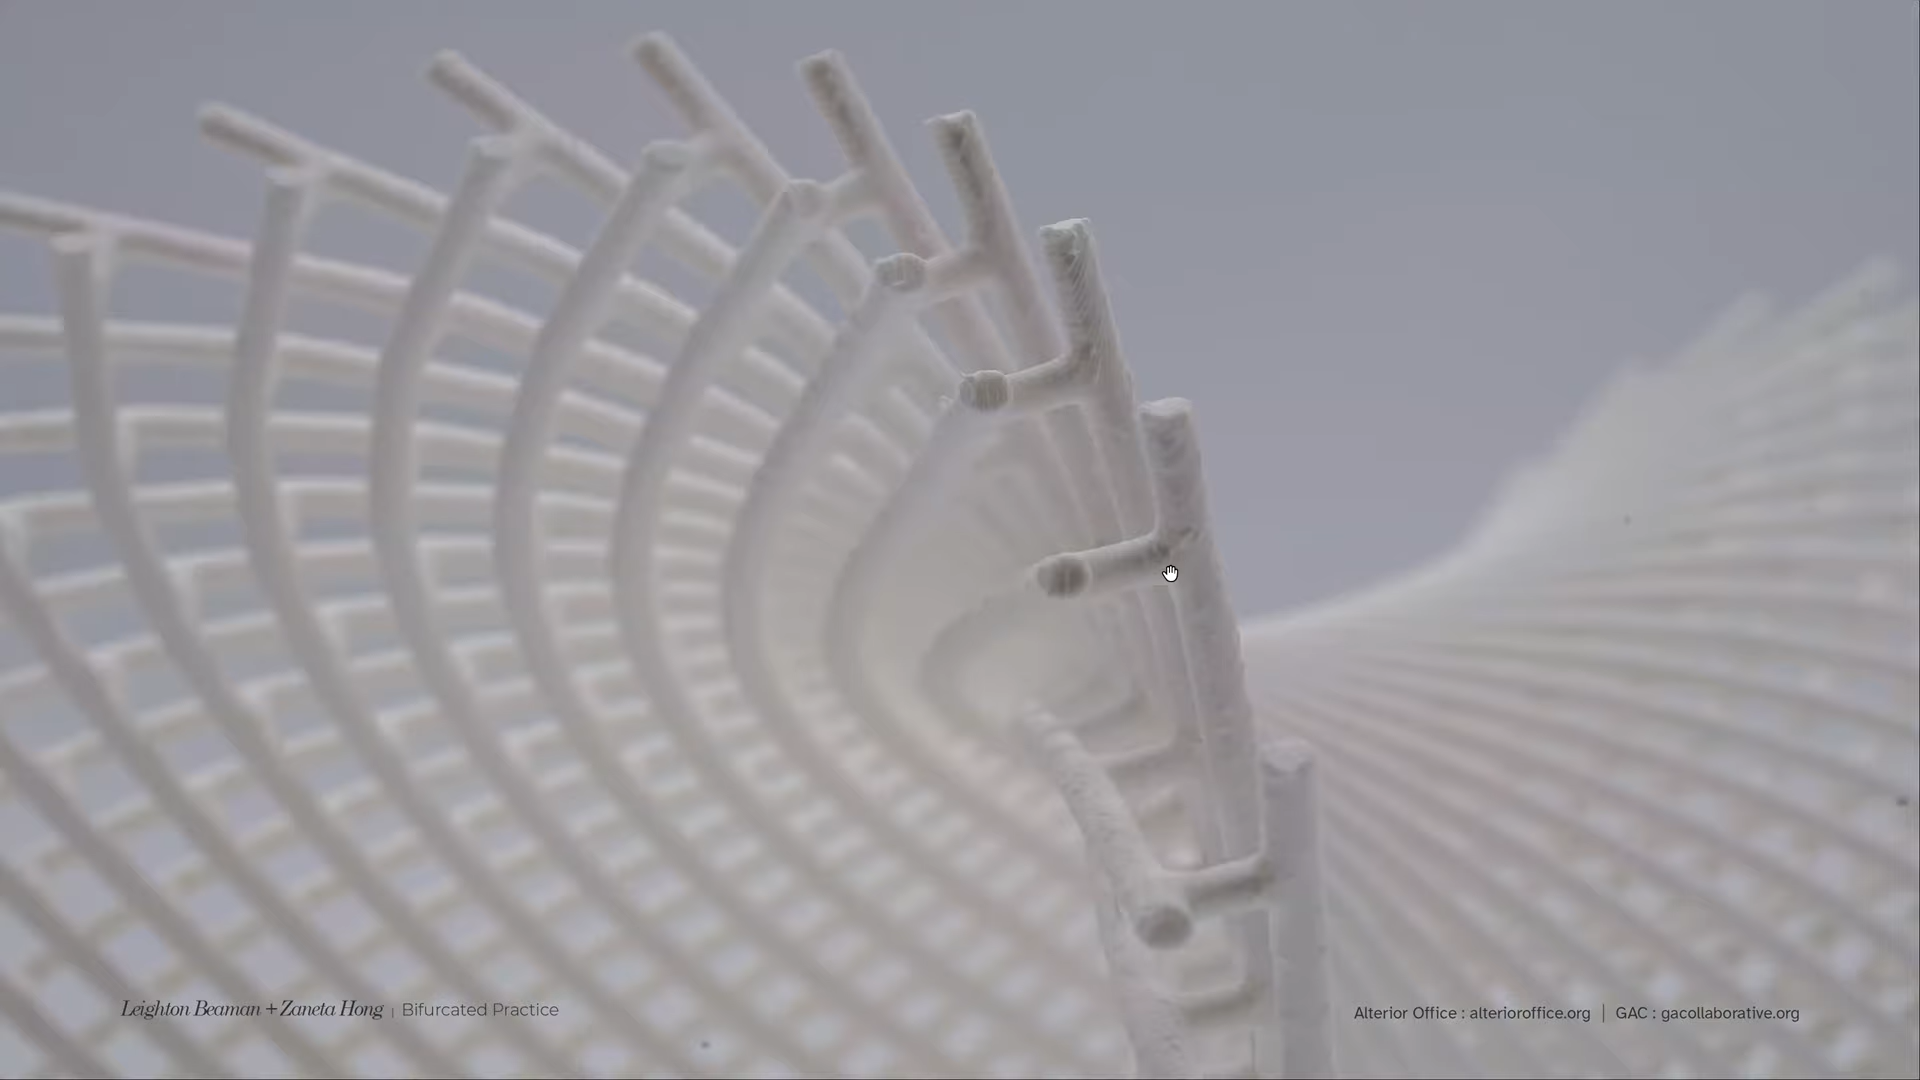 Leighton Beaman + Zaneta Hong | Bifurcated Practice
Alterior Office : alterioroffice.org | GAC : gacollaborative.org